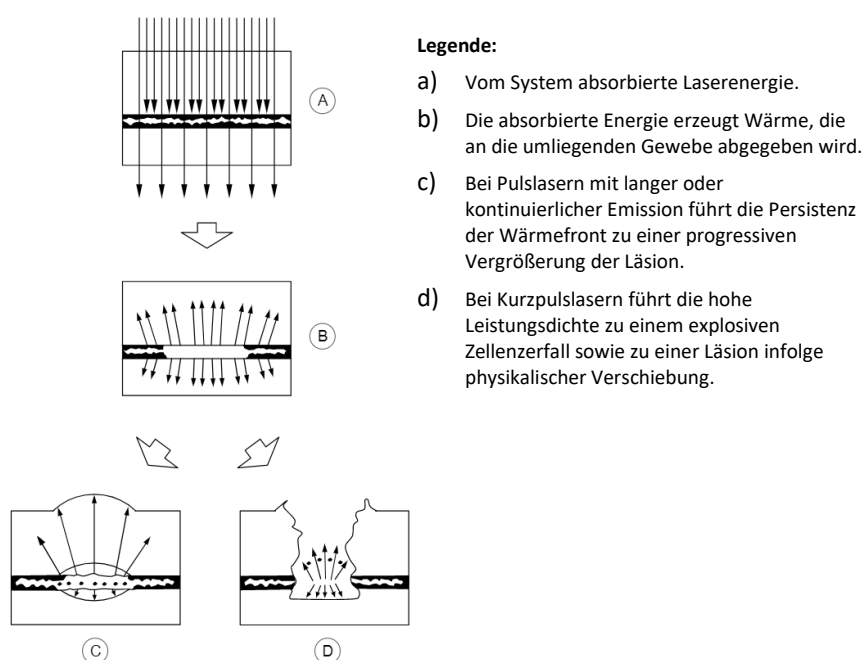 Legende:
a) Vom System absorbierte Laserenergie.
b) Die absorbierte Energie erzeugt Wärme, die
an die umliegenden Gewebe abgegeben wird.
c) Bei Pulslasern mit langer oder
kontinuierlicher Emission führt die Persistenz
der Wärmefront zu einer progressiven
Vergrößerung der Läsion.
d) Bei Kurzpulslasern führt die hohe
Leistungsdichte zu einem explosiven
Zellenzerfall sowie zu einer Läsion infolge
physikalischer Verschiebung.
A
B
C
D